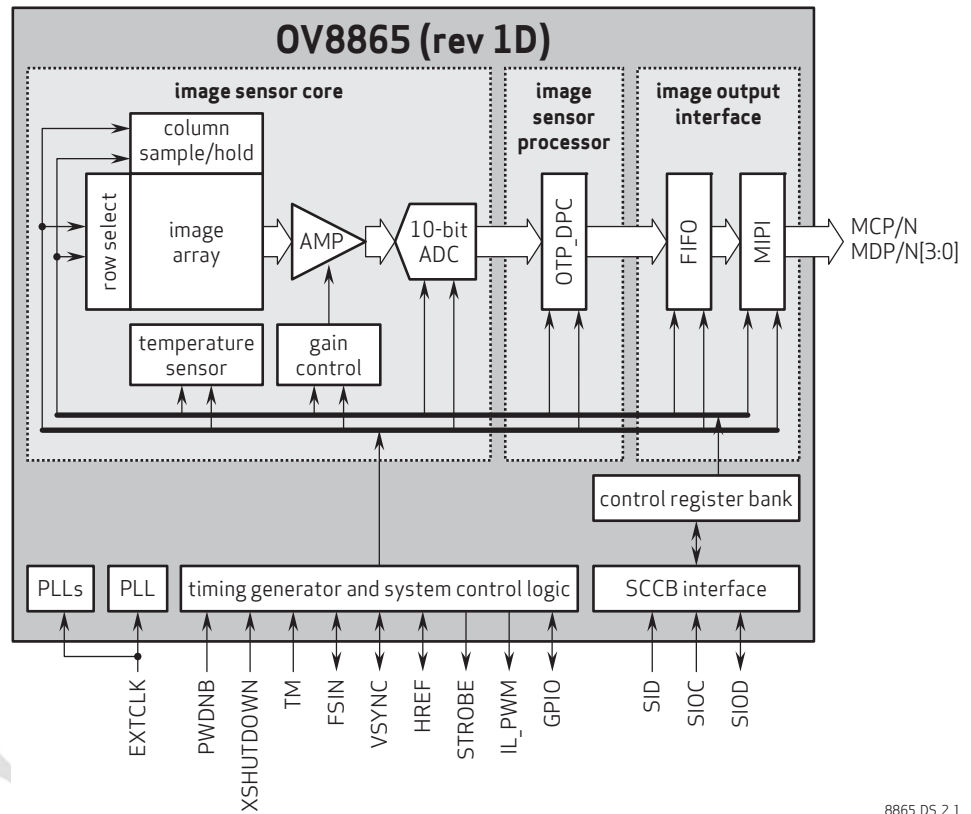 OV8865 (rev 1D)
image sensor core
image
sensor
processor
image output
interface
column
sample/hold
row select
image
array
AMP
10-bit
ADC
OTP_DPC
FIFO
MIPI
MCP/N
MDP/N[3:0]
temperature
sensor
gain
control
control register bank
PLLs
PLL
timing generator and system control logic
SCCB interface
EXTCLK
PWDNB
XSHUTDOWN
TM
FSIN
VSYNC
HREF
STROBE
IL_PWM
GPIO
SID
SIOC
SIOD
8865_DS_2_1